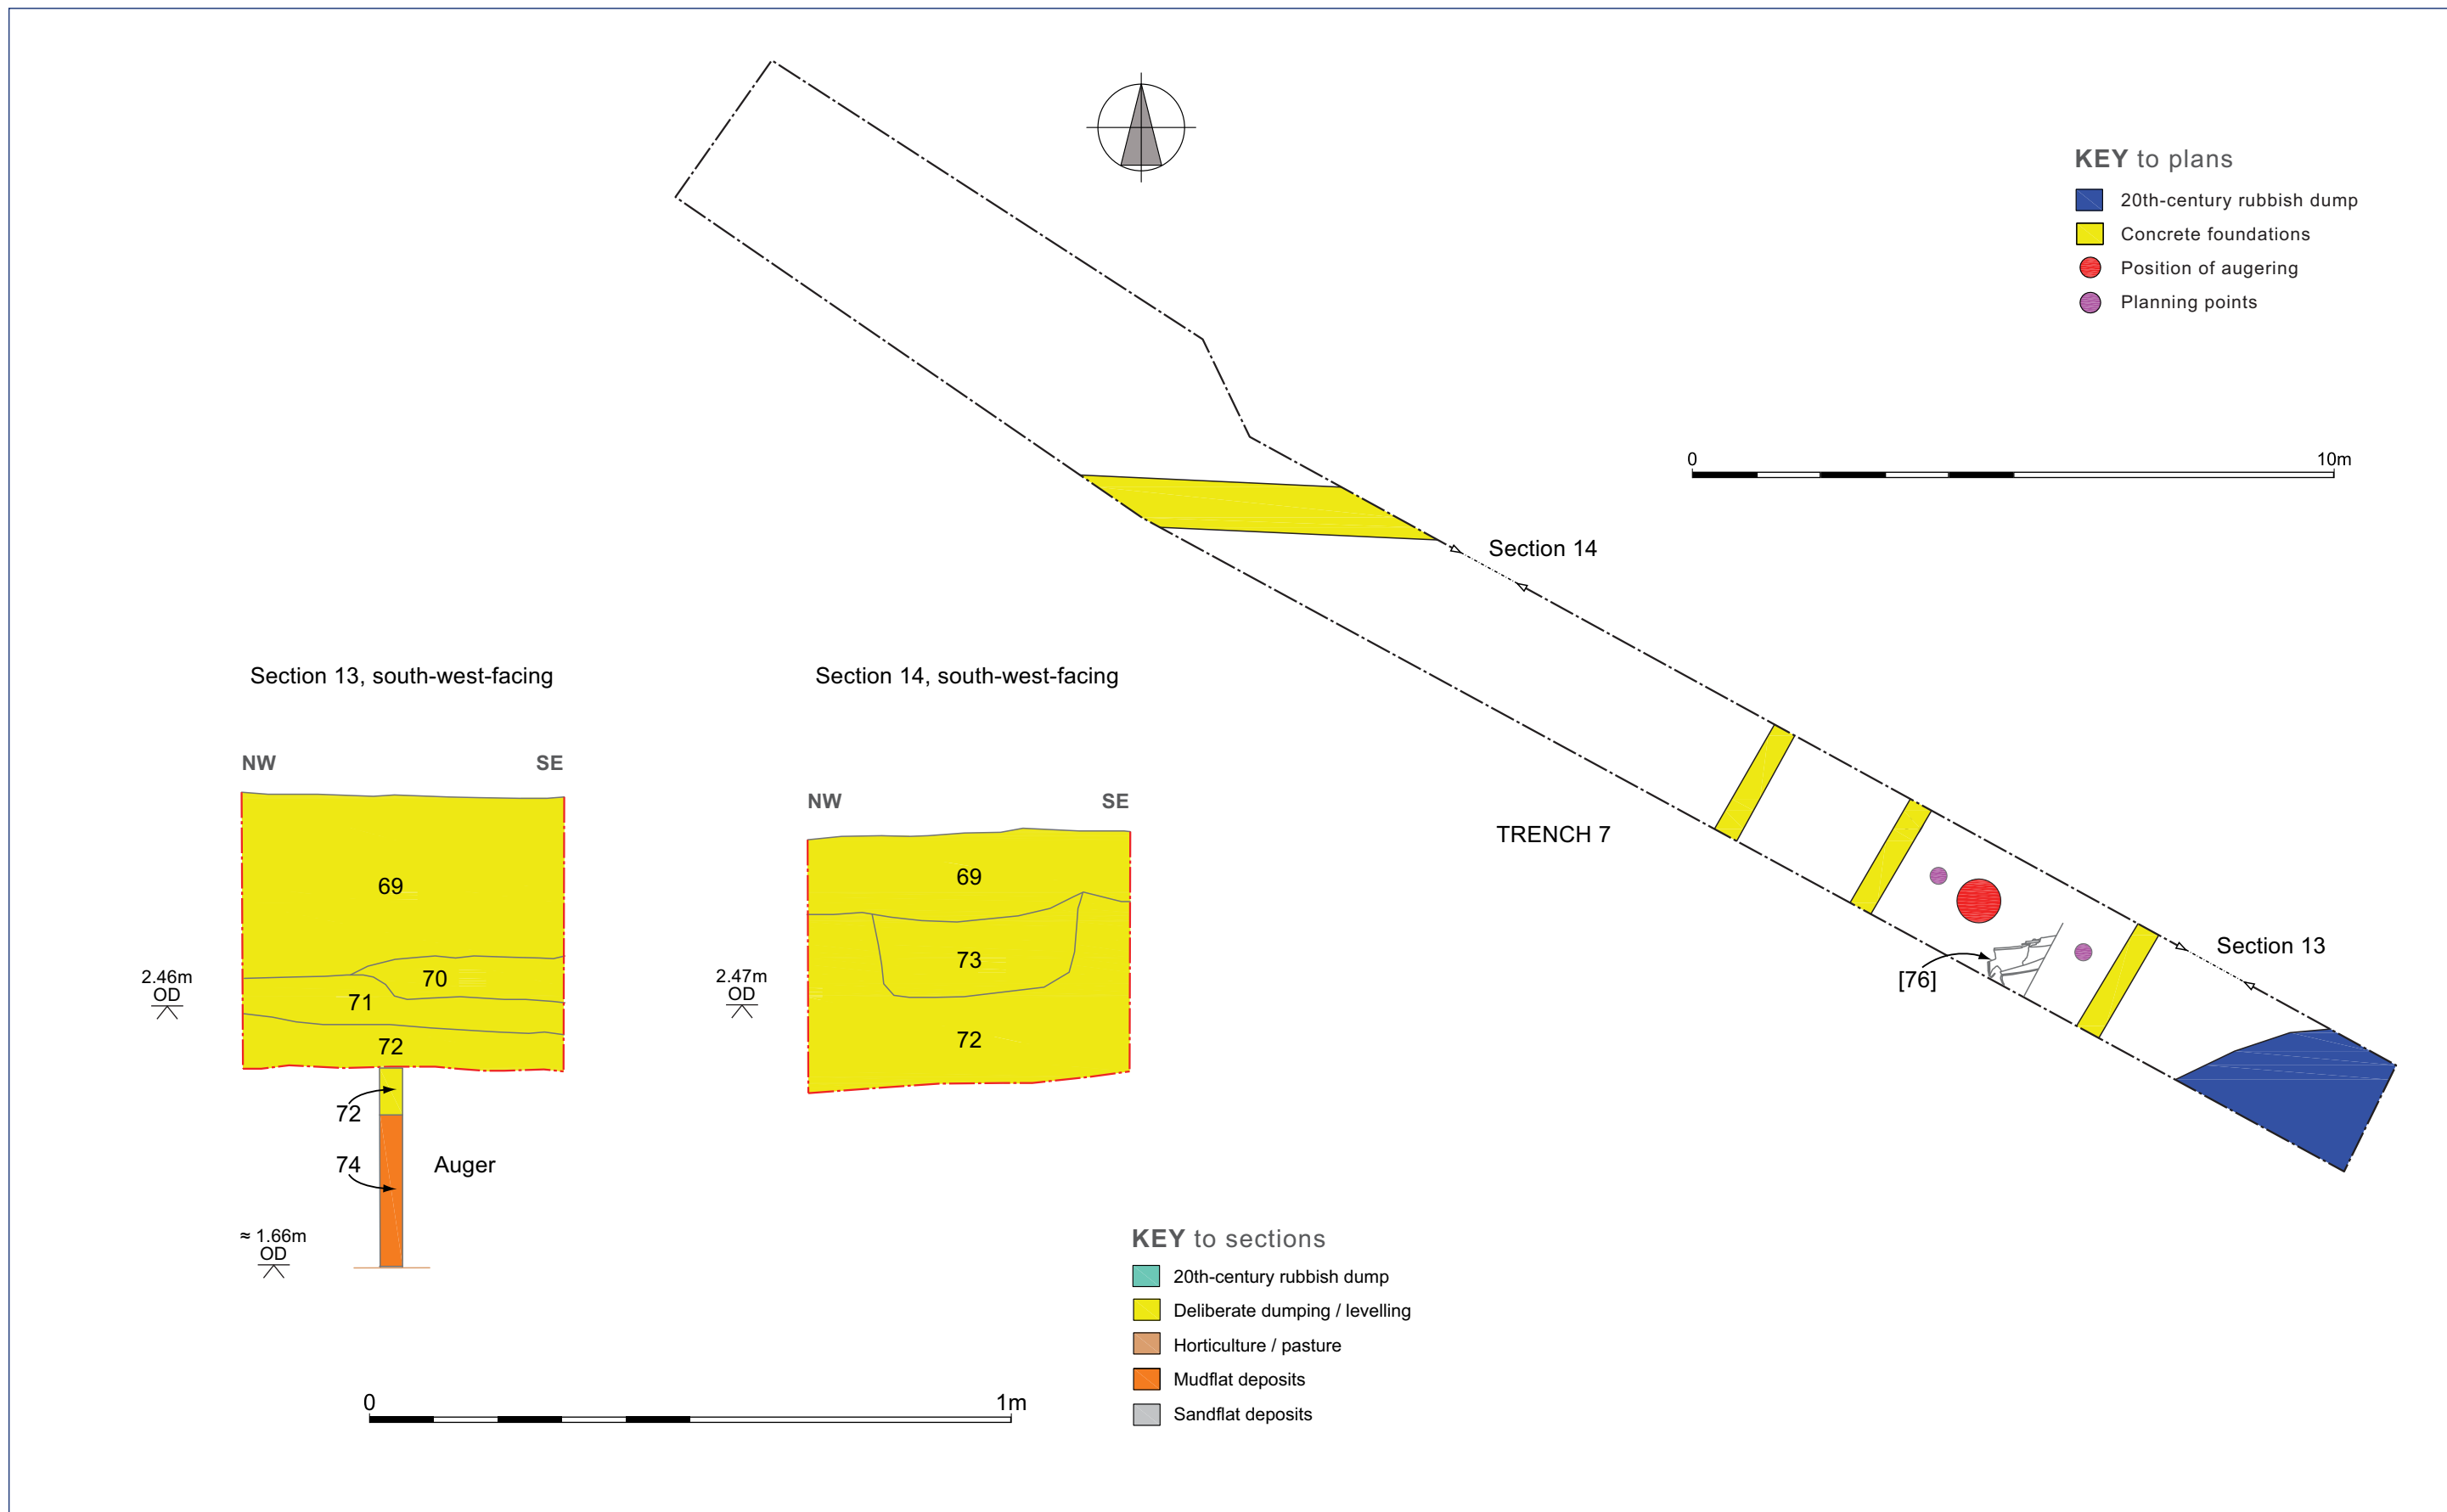 KEY to plans
20th-century rubbish dump
Concrete foundations
Position of augering
Planning points
0 10m
Section 14
Section 13, south-west-facing
Section 14, south-west-facing
NW SE
NW SE
TRENCH 7
69
69
70
71
72
73
72
2.46m
OD
2.47m
OD
Section 13
[76]
72
74
Auger
≈ 1.66m
OD
KEY to sections
20th-century rubbish dump
Deliberate dumping / levelling
Horticulture / pasture
Mudflat deposits
Sandflat deposits
0 1m